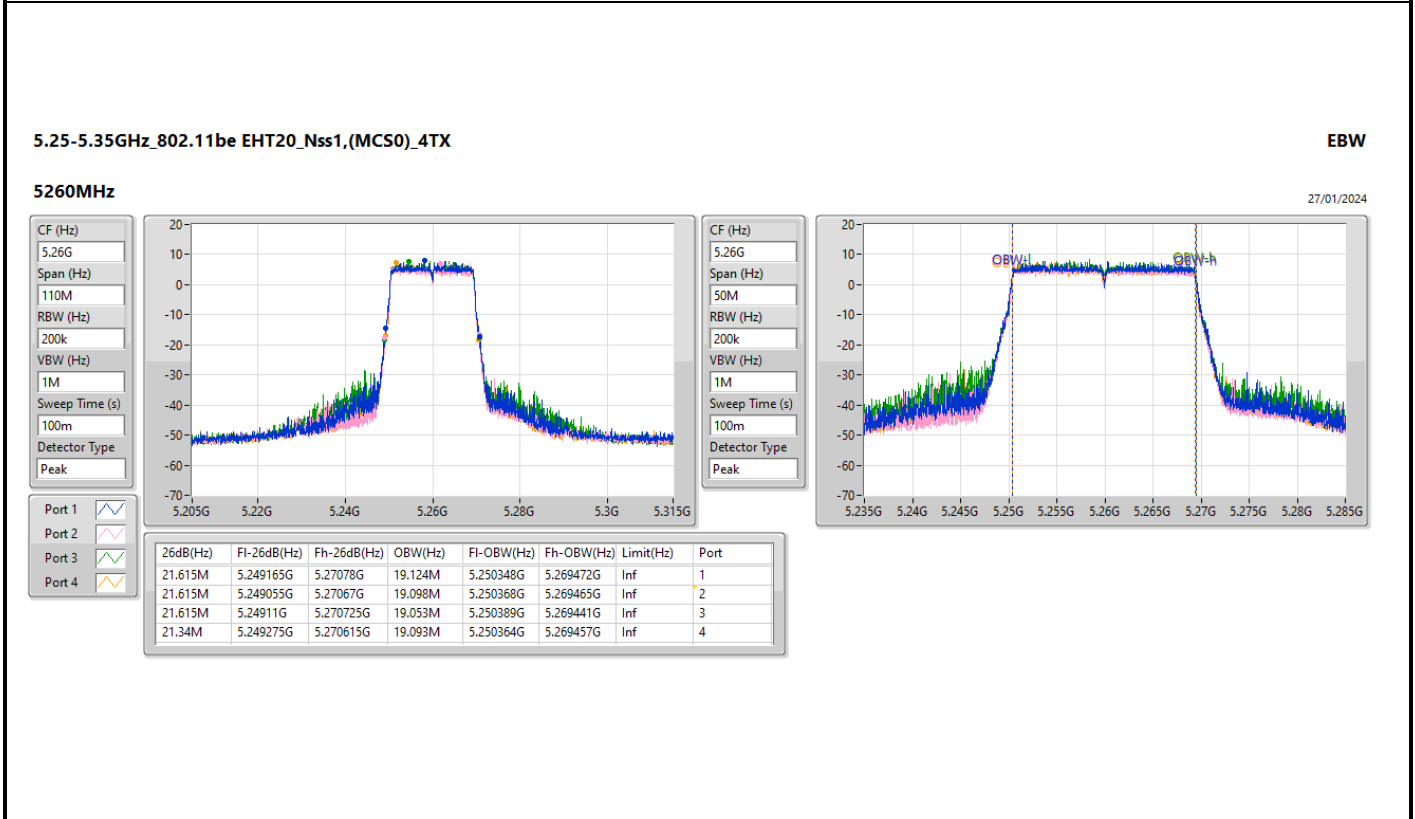 5.25-5.35GHz_802.11be EHT20_Nss1,(MCS0)_4TX
EBW
5260MHz
27/01/2024
CF (Hz)
5.26G
Span (Hz)
110M
RBW (Hz)
200k
VBW (Hz)
1M
Sweep Time (s)
100m
Detector Type
Peak
20
10
0
-10
-20
-30
-40
-50
-60
-70
5.205G 5.22G 5.24G 5.26G 5.28G 5.3G 5.315G
CF (Hz)
5.26G
Span (Hz)
50M
RBW (Hz)
200k
VBW (Hz)
1M
Sweep Time (s)
100m
Detector Type
Peak
20
10
0
-10
-20
-30
-40
-50
-60
-70
OBW-l OBW-h
5.235G 5.24G 5.245G 5.25G 5.255G 5.26G 5.265G 5.27G 5.275G 5.28G 5.285G
Port 1
Port 2
Port 3
Port 4
26dB(Hz) Fl-26dB(Hz) Fh-26dB(Hz) OBW(Hz) Fl-OBW(Hz) Fh-OBW(Hz) Limit(Hz) Port
21.615M 5.249165G 5.27078G 19.124M 5.250348G 5.269472G Inf 1
21.615M 5.249055G 5.27067G 19.098M 5.250368G 5.269465G Inf 2
21.615M 5.24911G 5.270725G 19.053M 5.250389G 5.269441G Inf 3
21.34M 5.249275G 5.270615G 19.093M 5.250364G 5.269457G Inf 4